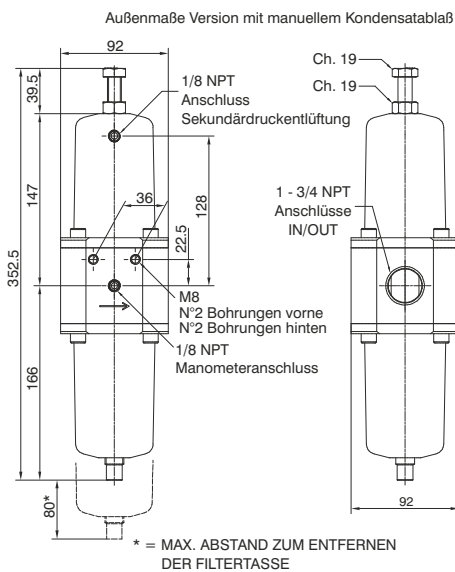 Außenmaße Version mit manuellem Kondensatablaß
92
39.5
147
352.5
166
80*
1/8 NPT
Anschluss
Sekundärdruckentlüftung
36
128
22.5
M8
N°2 Bohrungen vorne
N°2 Bohrungen hinten
1/8 NPT
Manometeranschluss
Ch. 19
Ch. 19
1 - 3/4 NPT
Anschlüsse
IN/OUT
92
* = MAX. ABSTAND ZUM ENTFERNEN
DER FILTERTASSE